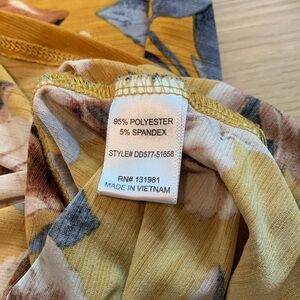 95% POLYESTER
5% SPANDEX
STYLE# DD577-51658
RN# 131981
MADE IN VIETNAM